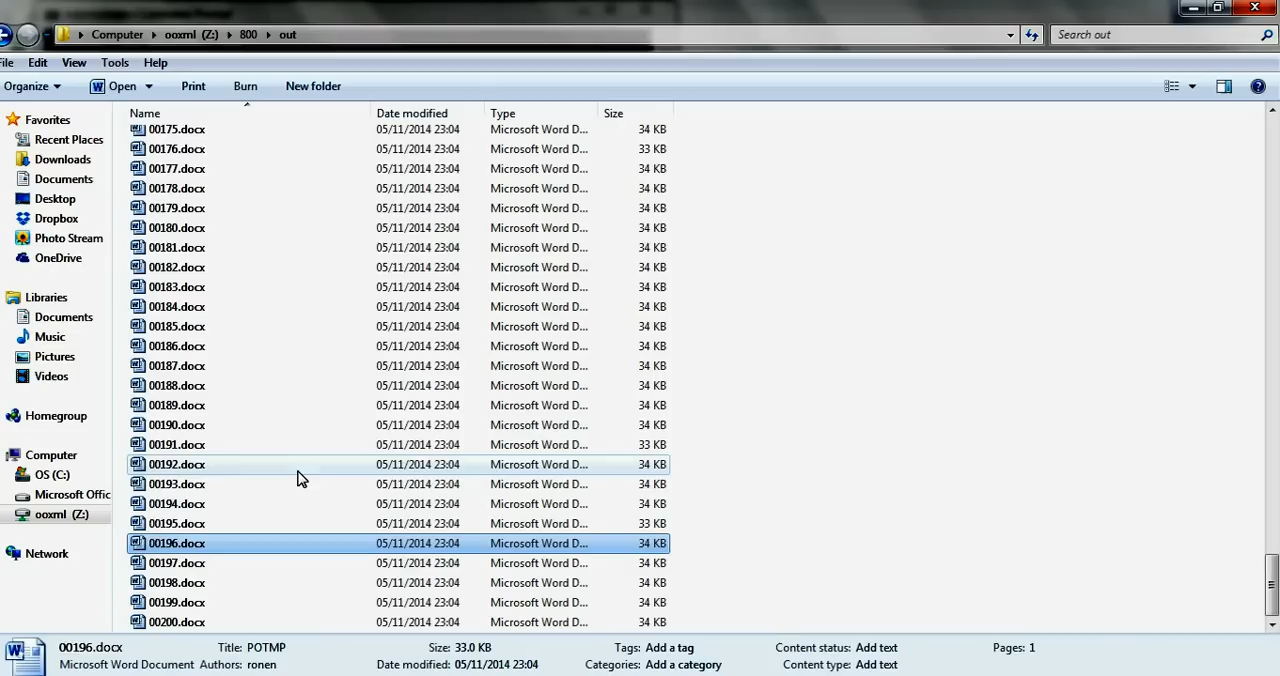 Computer ooxml (Z:) 800 out Search out
File Edit View Tools Help
Organize Open Print Burn New folder
Name Date modified Type Size
Favorites
Recent Places
Downloads
Documents
Desktop
Dropbox
Photo Stream
OneDrive
Libraries
Documents
Music
Pictures
Videos
Homegroup
Computer
OS (C:)
Microsoft Offic
ooxml (Z:)
Network
00175.docx 05/11/2014 23:04 Microsoft Word D... 34 KB
00176.docx 05/11/2014 23:04 Microsoft Word D... 33 KB
00177.docx 05/11/2014 23:04 Microsoft Word D... 34 KB
00178.docx 05/11/2014 23:04 Microsoft Word D... 34 KB
00179.docx 05/11/2014 23:04 Microsoft Word D... 34 KB
00180.docx 05/11/2014 23:04 Microsoft Word D... 34 KB
00181.docx 05/11/2014 23:04 Microsoft Word D... 34 KB
00182.docx 05/11/2014 23:04 Microsoft Word D... 34 KB
00183.docx 05/11/2014 23:04 Microsoft Word D... 34 KB
00184.docx 05/11/2014 23:04 Microsoft Word D... 34 KB
00185.docx 05/11/2014 23:04 Microsoft Word D... 34 KB
00186.docx 05/11/2014 23:04 Microsoft Word D... 34 KB
00187.docx 05/11/2014 23:04 Microsoft Word D... 34 KB
00188.docx 05/11/2014 23:04 Microsoft Word D... 34 KB
00189.docx 05/11/2014 23:04 Microsoft Word D... 34 KB
00190.docx 05/11/2014 23:04 Microsoft Word D... 34 KB
00191.docx 05/11/2014 23:04 Microsoft Word D... 33 KB
00192.docx 05/11/2014 23:04 Microsoft Word D... 34 KB
00193.docx 05/11/2014 23:04 Microsoft Word D... 34 KB
00194.docx 05/11/2014 23:04 Microsoft Word D... 34 KB
00195.docx 05/11/2014 23:04 Microsoft Word D... 33 KB
00196.docx 05/11/2014 23:04 Microsoft Word D... 34 KB
00197.docx 05/11/2014 23:04 Microsoft Word D... 34 KB
00198.docx 05/11/2014 23:04 Microsoft Word D... 34 KB
00199.docx 05/11/2014 23:04 Microsoft Word D... 34 KB
00200.docx 05/11/2014 23:04 Microsoft Word D... 34 KB
00196.docx Title: POTMP Size: 33.0 KB Tags: Add a tag Content status: Add text Pages: 1
Microsoft Word Document Authors: ronen Date modified: 05/11/2014 23:04 Categories: Add a category Content type: Add text